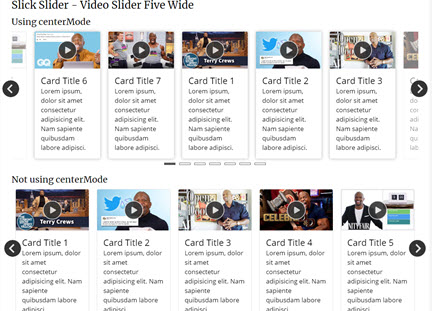 Slick Slider - Video Slider Five Wide
Using centerMode
GQ
Terry Crews
Card Title 6
Card Title 7
Card Title 1
Card Title 2
Card Title 3
Lorem ipsum,
dolor sit amet
consectetur
adipisicing elit.
Nam sapiente
quibusdam
labore adipisci.
Lorem ipsum,
dolor sit amet
consectetur
adipisicing elit.
Nam sapiente
quibusdam
labore adipisci.
Lorem ipsum,
dolor sit amet
consectetur
adipiscing elit.
Nam sapiente
quibusdam
labore adipisci.
Lorem ipsum,
dolor sit amet
consectetur
adipisicing elit.
Nam sapiente
quibusdam
labore adipisci.
Lorem ipsum,
dolor sit amet
consectetur
adipisicing elit.
Nam sapiente
quibusdam
labore adipisci.
Not using centerMode
Terry Crews
Card Title 1
Card Title 2
Card Title 3
Card Title 4
Card Title 5
Lorem ipsum, dolor
sit amet
consectetur
adipisicing elit. Nam
sapiente
quibusdam labore
Lorem ipsum, dolor
sit amet
consectetur
adipisicing elit. Nam
sapiente
quibusdam labore
Lorem ipsum, dolor
sit amet
consectetur
adipisicing elit. Nam
sapiente
quibusdam labore
Lorem ipsum, dolor
sit amet
consectetur
adipisicing elit. Nam
sapiente
quibusdam labore
Lorem ipsum, dolor
sit amet
consectetur
adipisicing elit. Nam
sapiente
quibusdam labore